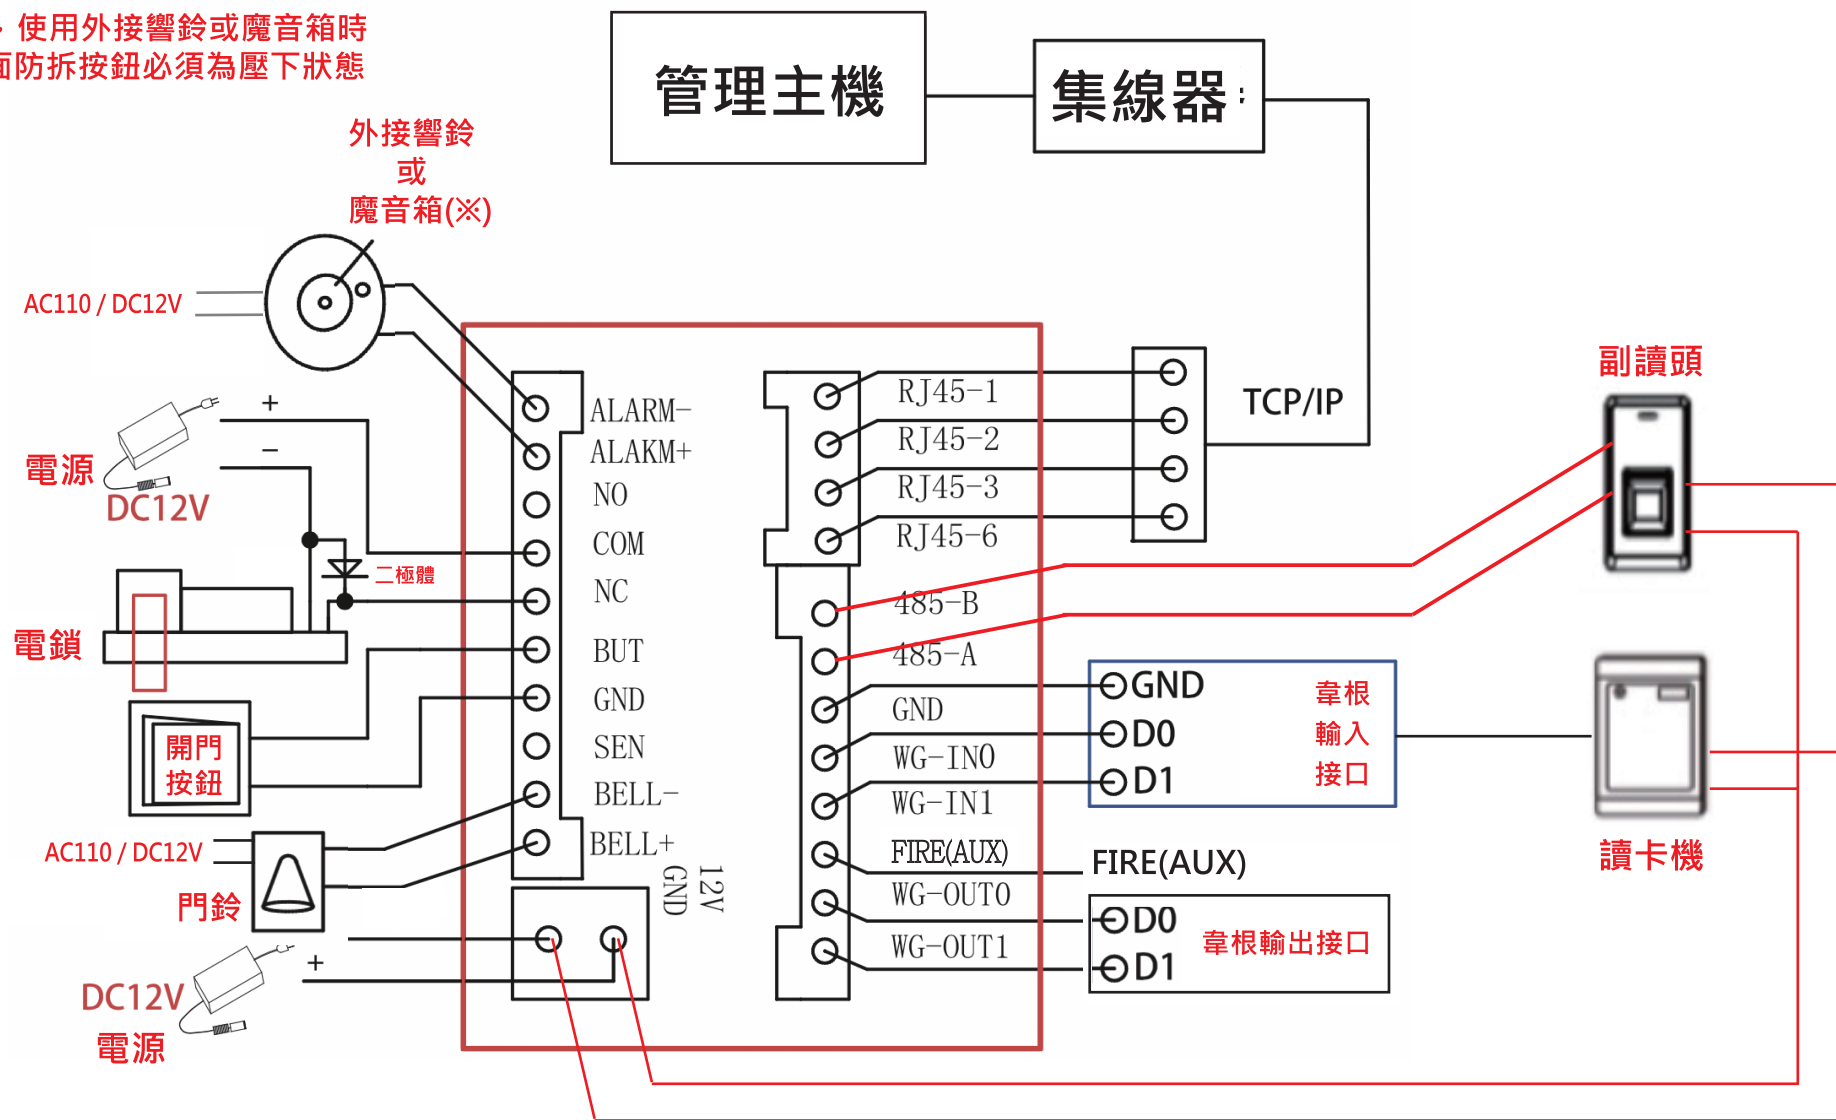 使用外接響鈴或魔音箱時
面防拆按鈕必須為壓下狀態
管理主機
集線器
外接響鈴
或
魔音箱(※)
AC110 / DC12V
+
−
電源
DC12V
二極體
電鎖
開門
按鈕
AC110 / DC12V
門鈴
+
DC12V
電源
ALARM−
ALAKM+
NO
COM
NC
BUT
GND
SEN
BELL−
BELL+
GND
12V
RJ45-1
RJ45-2
RJ45-3
RJ45-6
485-B
485-A
GND
WG-IN0
WG-IN1
FIRE(AUX)
WG-OUT0
WG-OUT1
TCP/IP
GND
D0
D1
韋根
輸入
接口
FIRE(AUX)
D0
D1
韋根輸出接口
副讀頭
讀卡機